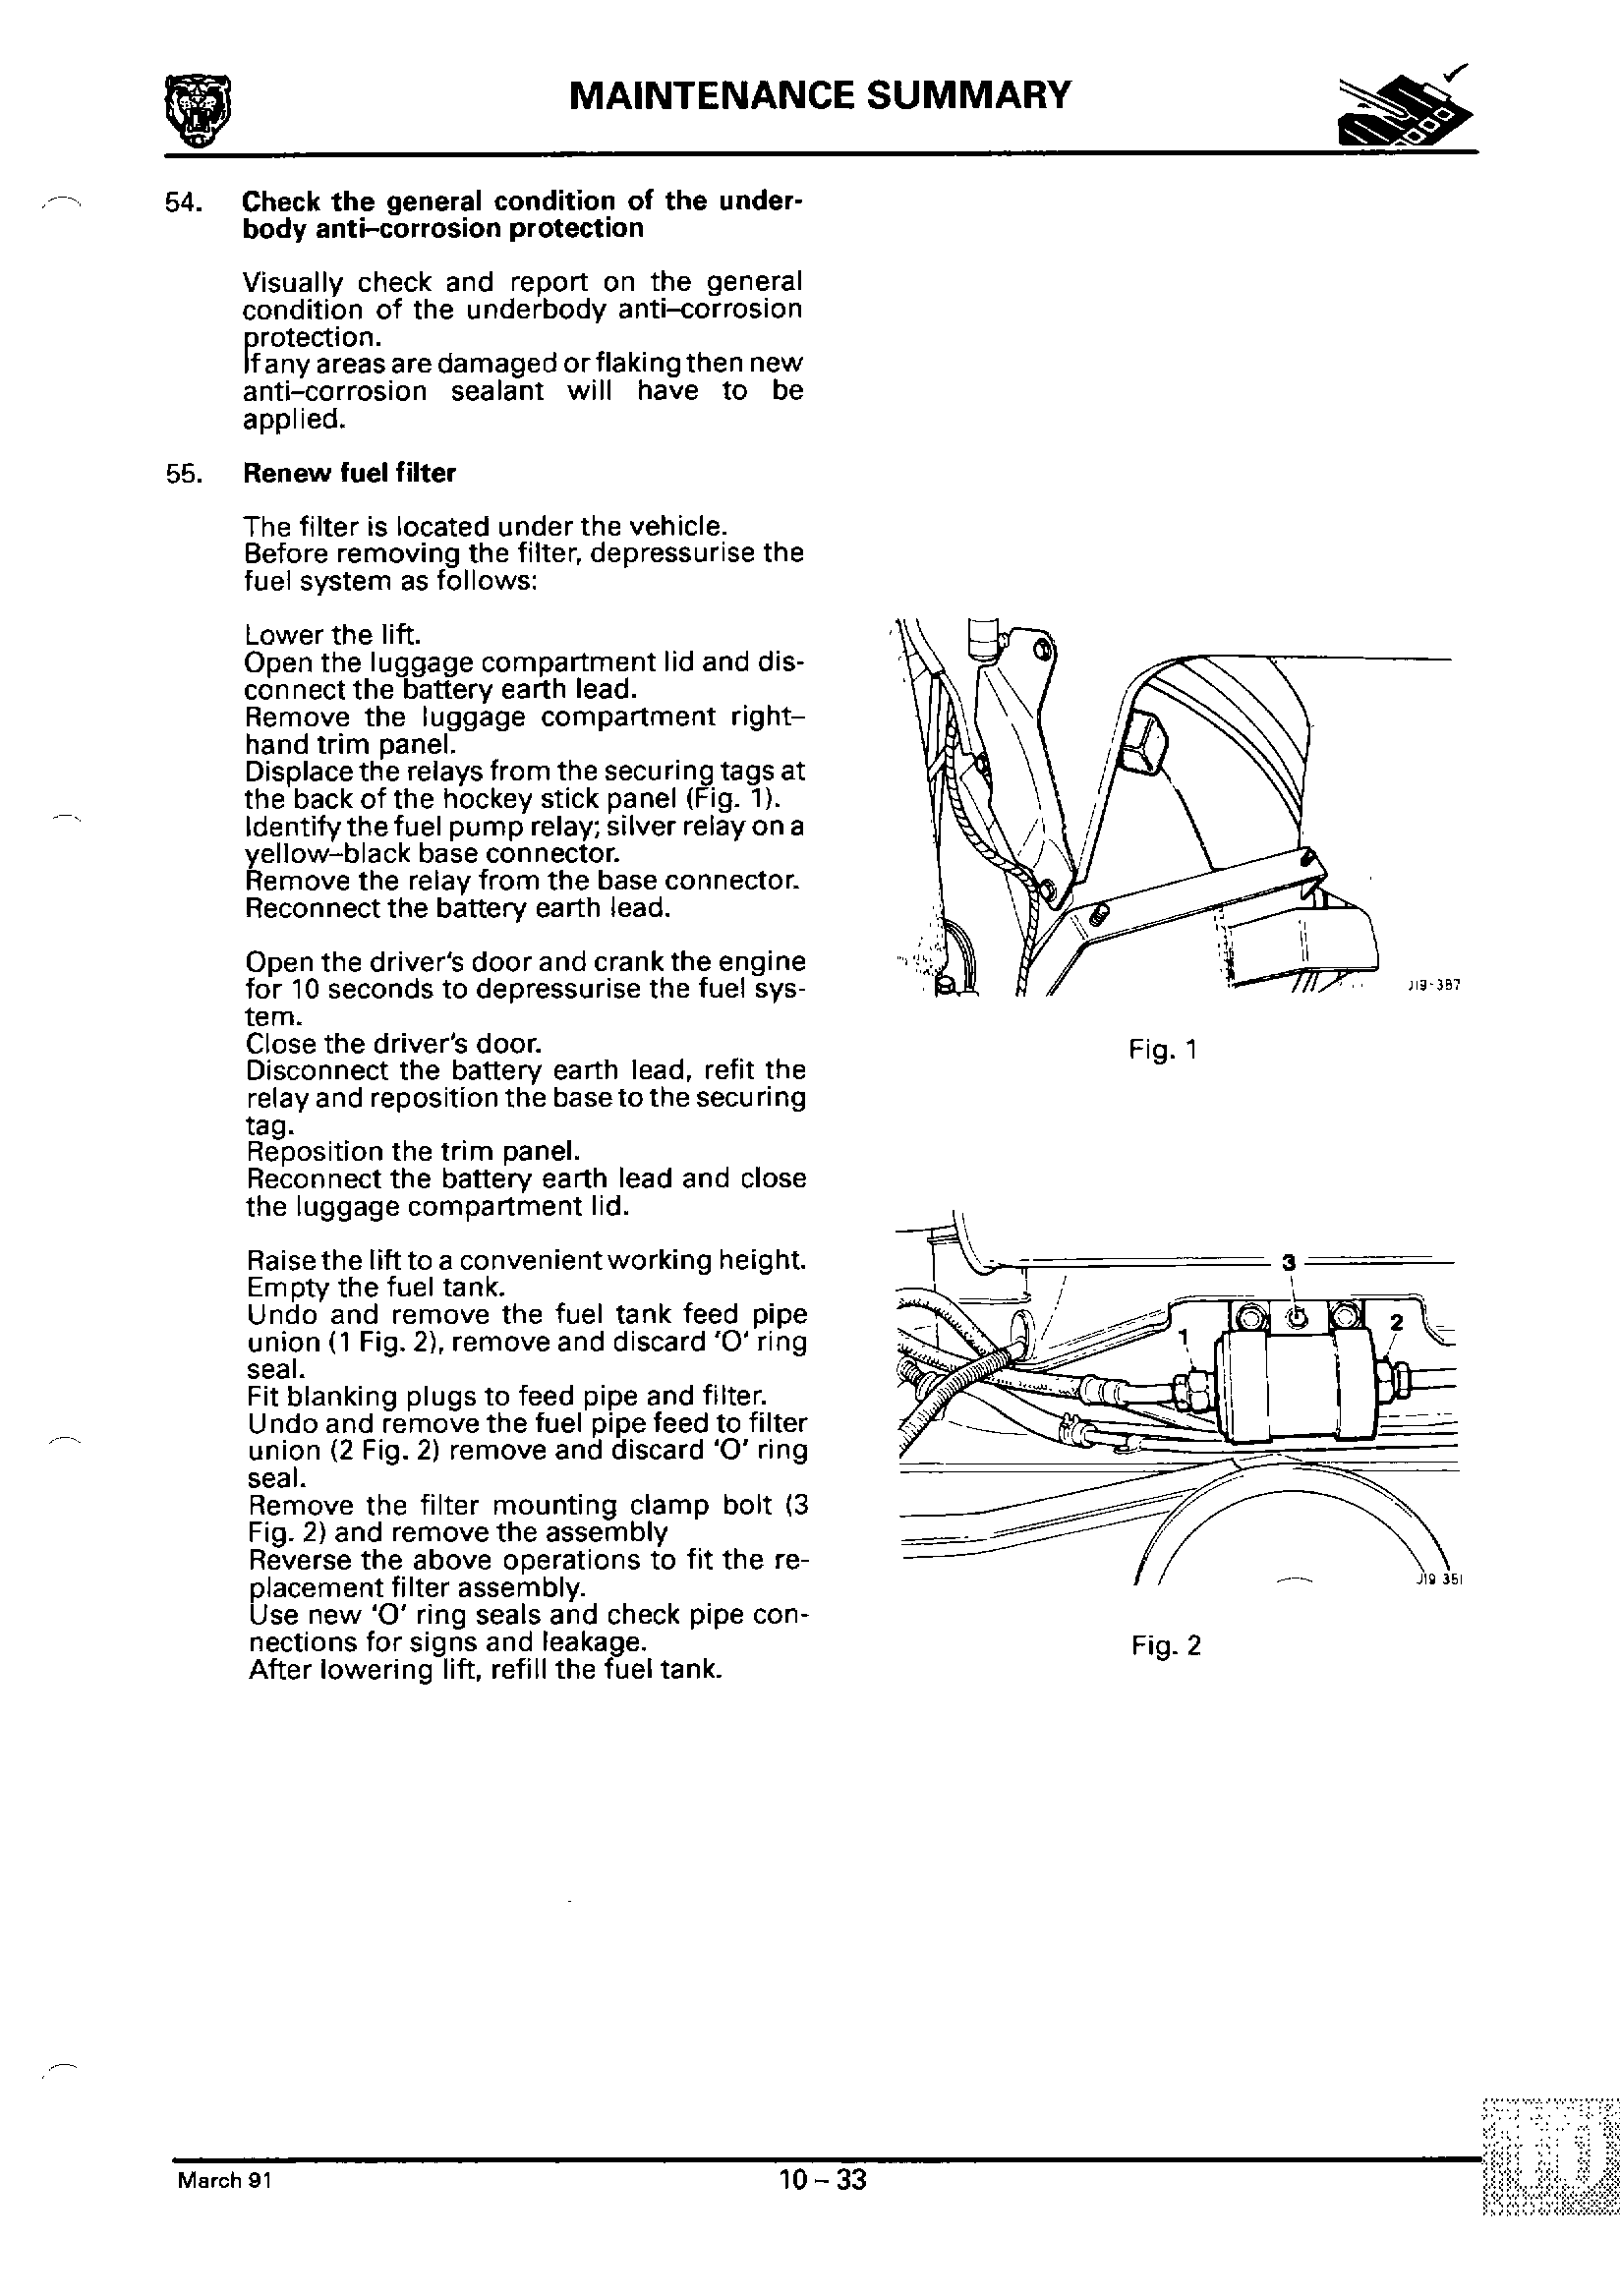 MAINTENANCE SUMMARY
54. Check the general condition of the under-
body anti-corrosion protection
Visually check and report on the general
condition of the underbody anti-corrosion
protection.
If any areas are damaged or flaking then new
anti-corrosion sealant will have to be
applied.
55. Renew fuel filter
The filter is located under the vehicle.
Before removing the filter, depressurise the
fuel system as follows:
Lower the lift.
Open the luggage compartment lid and dis-
connect the battery earth lead.
Remove the luggage compartment right-
hand trim panel.
Displace the relays from the securing tags at
the back of the hockey stick panel (Fig. 1).
Identify the fuel pump relay; silver relay on a
yellow-black base connector.
Remove the relay from the base connector.
Reconnect the battery earth lead.
Open the driver's door and crank the engine
for 10 seconds to depressurise the fuel sys-
tem.
Close the driver's door.
Disconnect the battery earth lead, refit the
relay and reposition the base to the securing
tag.
Reposition the trim panel.
Reconnect the battery earth lead and close
the luggage compartment lid.
Raise the lift to a convenient working height.
Empty the fuel tank.
Undo and remove the fuel tank feed pipe
union (1 Fig. 2), remove and discard 'O' ring
seal.
Fit blanking plugs to feed pipe and filter.
Undo and remove the fuel pipe feed to filter
union (2 Fig. 2) remove and discard 'O' ring
seal.
Remove the filter mounting clamp bolt (3
Fig. 2) and remove the assembly
Reverse the above operations to fit the re-
placement filter assembly.
Use new 'O' ring seals and check pipe con-
nections for signs and leakage.
After lowering lift, refill the fuel tank.
J19-387
Fig. 1
3
1
2
J19 351
Fig. 2
March 91
10 – 33
10